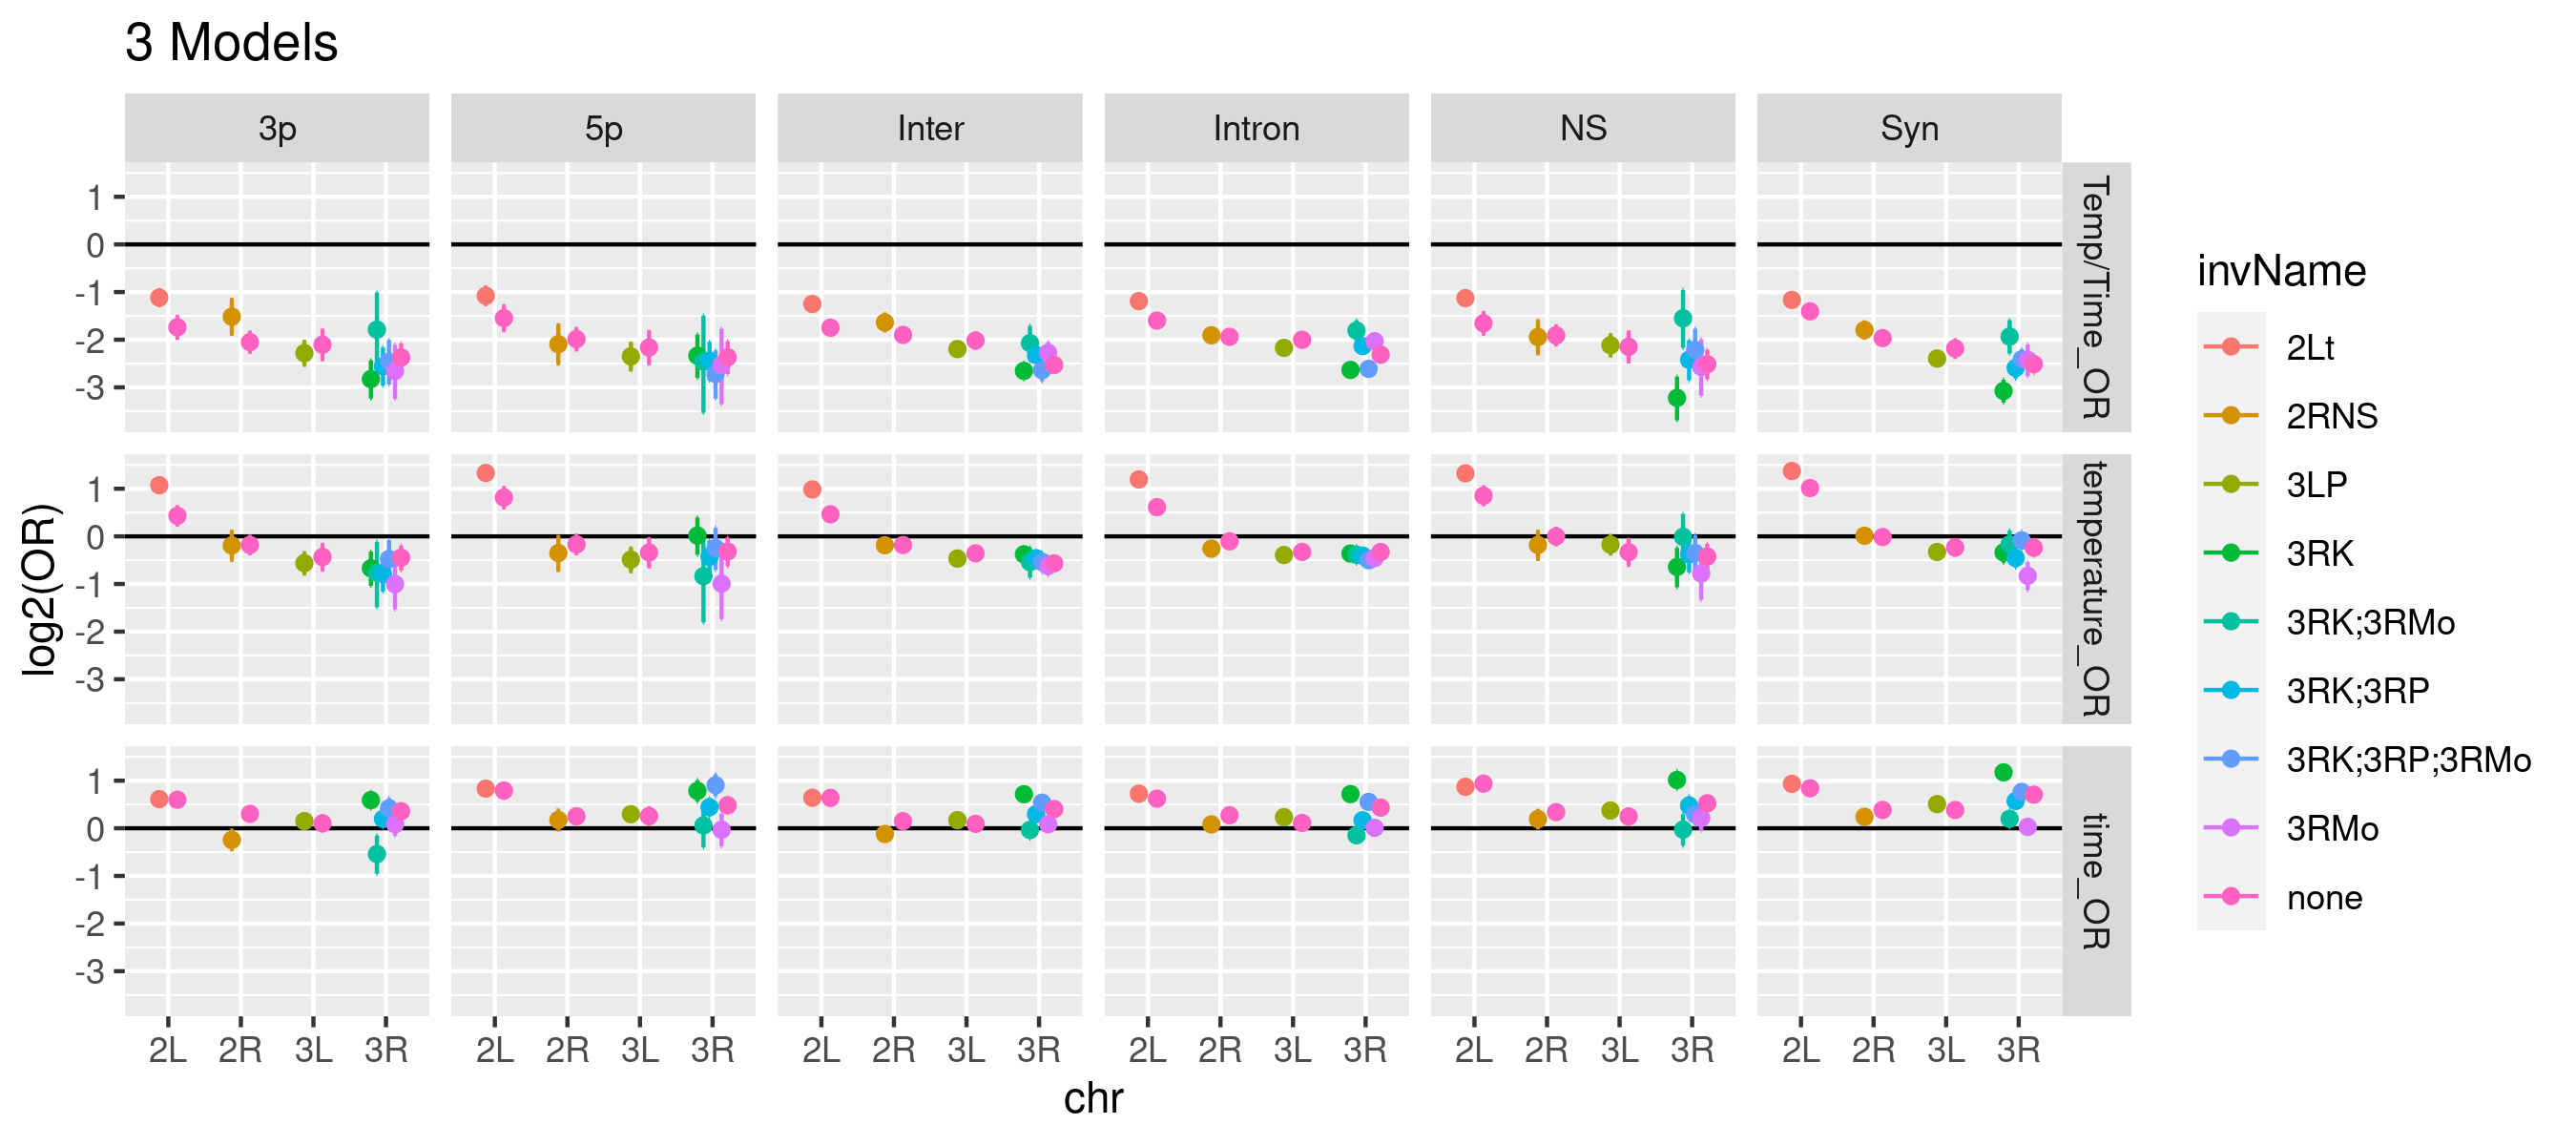 3 Models
3p 5p Inter Intron NS Syn
1
0
-1
-2
-3
Temp/Time_OR
1
0
-1
-2
-3
temperature_OR
1
0
-1
-2
-3
time_OR
log2(OR)
2L 2R 3L 3R 2L 2R 3L 3R 2L 2R 3L 3R 2L 2R 3L 3R 2L 2R 3L 3R 2L 2R 3L 3R
chr
invName
2Lt
2RNS
3LP
3RK
3RK;3RMo
3RK;3RP
3RK;3RP;3RMo
3RMo
none